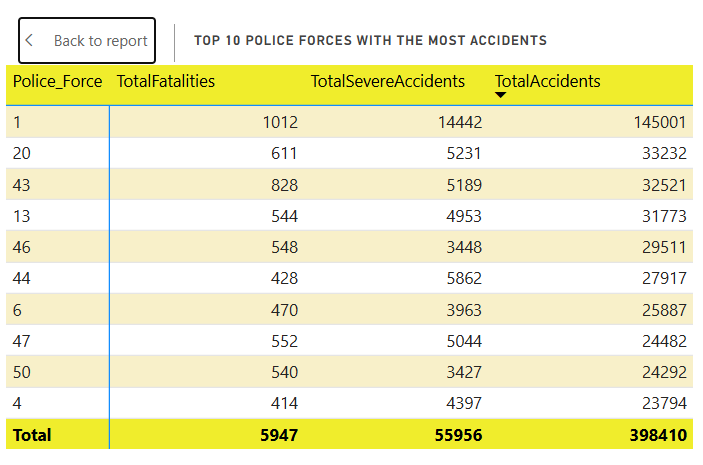 Back to report
TOP 10 POLICE FORCES WITH THE MOST ACCIDENTS
Police_Force TotalFatalities TotalSevereAccidents TotalAccidents
1 1012 14442 145001
20 611 5231 33232
43 828 5189 32521
13 544 4953 31773
46 548 3448 29511
44 428 5862 27917
6 470 3963 25887
47 552 5044 24482
50 540 3427 24292
4 414 4397 23794
Total 5947 55956 398410